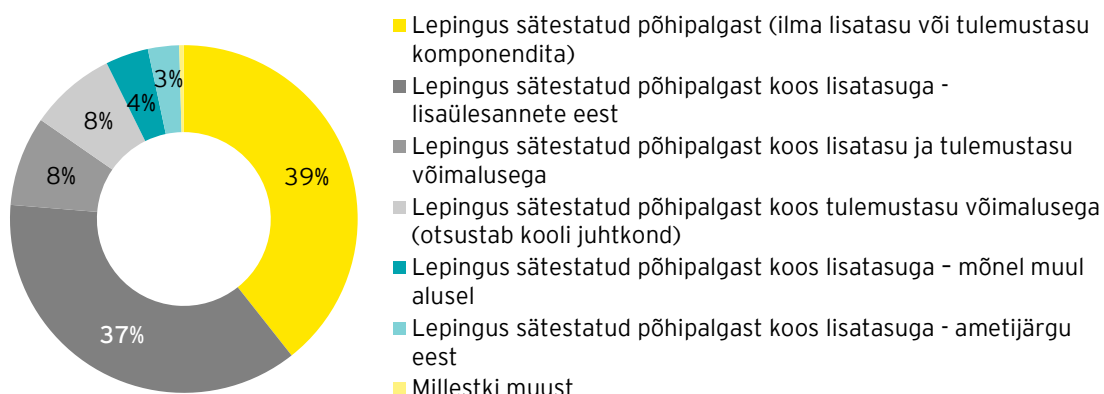 Lepingus sätestatud põhipalgast (ilma lisatasu või tulemustasu
komponendita)
Lepingus sätestatud põhipalgast koos lisatasuga -
lisaülesannete eest
Lepingus sätestatud põhipalgast koos lisatasu ja tulemustasu
võimalusega
Lepingus sätestatud põhipalgast koos tulemustasu võimalusega
(otsustab kooli juhtkond)
Lepingus sätestatud põhipalgast koos lisatasuga – mõnel muul
alusel
Lepingus sätestatud põhipalgast koos lisatasuga - ametijärgu
eest
Millestki muust
39%
37%
8%
8%
4%
3%